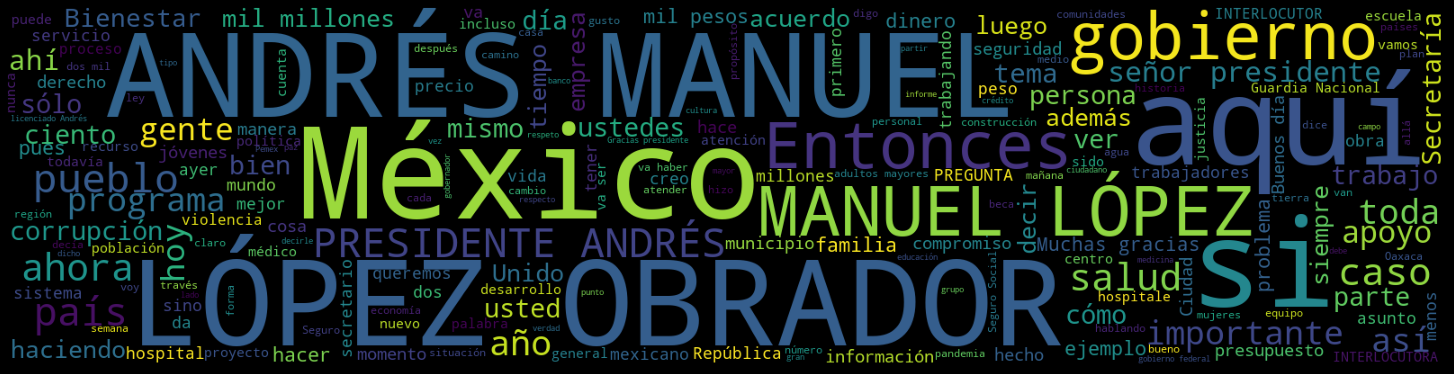 puede Bienestar mil millones va día mil pesos acuerdo dinero luego comunidades INTERLOCUTOR escuela
servicio ANDRÉS MANUEL gobierno países
incluso después gusto digo vamos plan
ahí proceso dos mil tipo cuenta camino casa partir propósito primero seguridad señor presidente
nunca derecho ley precio tiempo empresa trabajando tema medio historia Guardia Nacional
sólo licenciado Andrés banco informe crédito cultura peso persona aquí Secretaría
ciento gente manera mismo ustedes hace personal construcción además justicia dice campo allá
pues recurso política respeto Gracias presidente atención Entonces ver sido obra Buenos día
todavía jóvenes bien Pemex paz México vez tener va haber agua trabajadores trabajo
pueblo ayer mundo vida creo millones adultos mayores PREGUNTA mañana ciudadano van
programa mejor cada gobernador cambio respecto va ser atender hizo mayor MANUEL LÓPEZ beca tierra toda
región violencia cosa decir siempre
corrupción decía claro hoy PRESIDENTE ANDRÉS municipio familia compromiso Muchas gracias problema si apoyo
población médico decirle educación centro debe Oaxaca
ahora dicho LÓPEZ OBRADOR queremos Unido salud Ciudad medicina caso
sistema través voy sino forma secretario dos desarrollo punto grupo Seguro Social hospitale mujeres parte
país da economía nuevo palabra usted verdad cómo hablando equipo asunto menos
semana Seguro año número gran pandemia bueno importante
haciendo hospital proyecto hacer momento situación general mexicano República información hecho ejemplo gobierno federal presupuesto así INTERLOCUTORA